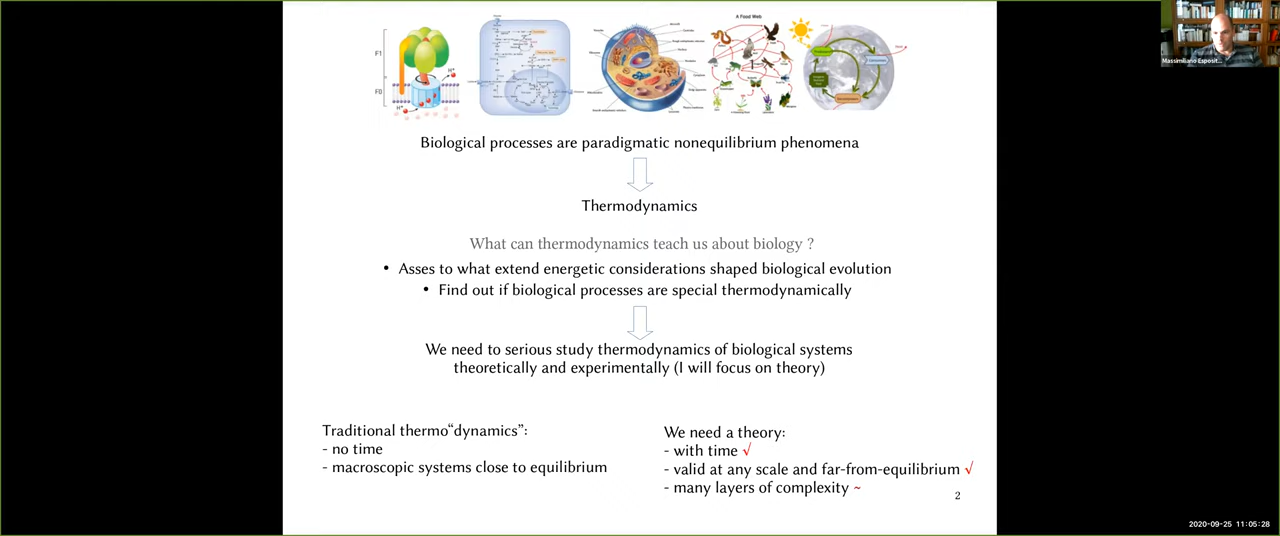 A Food Web
F1
F0
H⁺
H⁺
Massimiliano Esposit...
Biological processes are paradigmatic nonequilibrium phenomena
Thermodynamics
What can thermodynamics teach us about biology ?
• Asses to what extend energetic considerations shaped biological evolution
• Find out if biological processes are special thermodynamically
We need to serious study thermodynamics of biological systems
theoretically and experimentally (I will focus on theory)
Traditional thermo“dynamics”:
- no time
- macroscopic systems close to equilibrium
We need a theory:
- with time √
- valid at any scale and far-from-equilibrium √
- many layers of complexity ~
2
2020-09-25 11:05:28